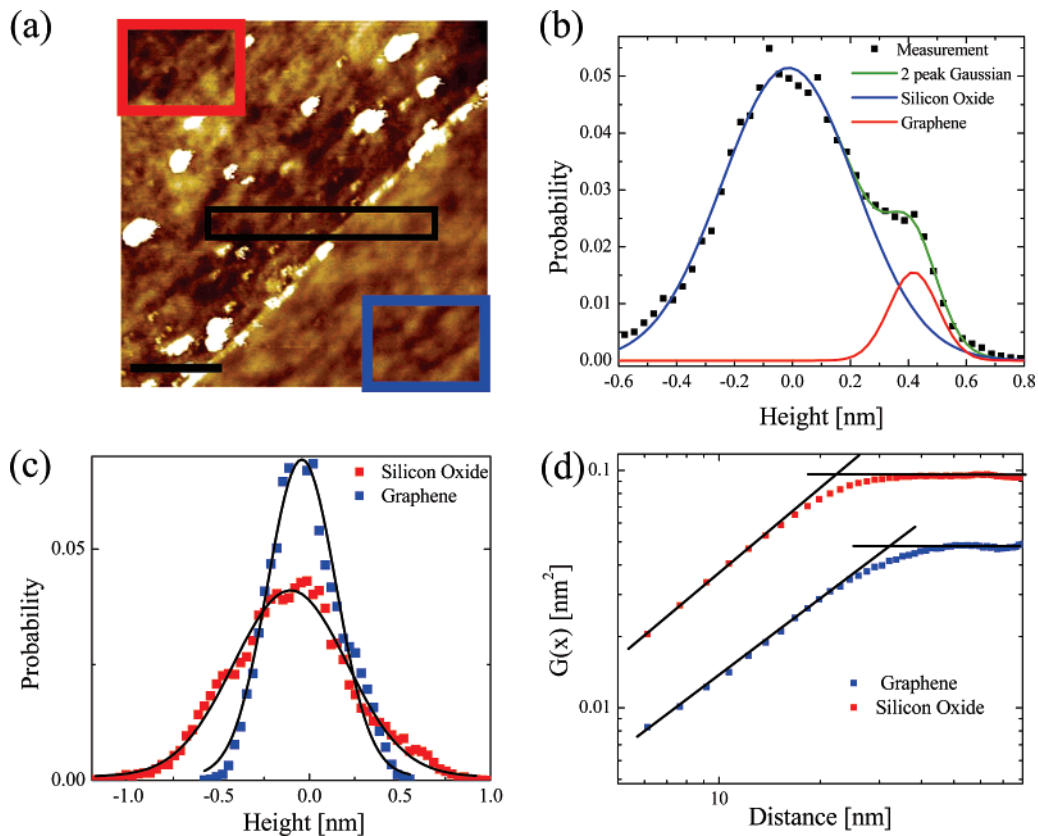 (a)
(b)
0.05
0.04
0.03
0.02
0.01
0.00
Probability
Measurement
2 peak Gaussian
Silicon Oxide
Graphene
-0.6 -0.4 -0.2 0.0 0.2 0.4 0.6 0.8
Height [nm]
(c)
0.05
0.00
Probability
Silicon Oxide
Graphene
-1.0 -0.5 0.0 0.5 1.0
Height [nm]
(d)
0.1
0.01
G(x) [nm²]
Graphene
Silicon Oxide
10
Distance [nm]